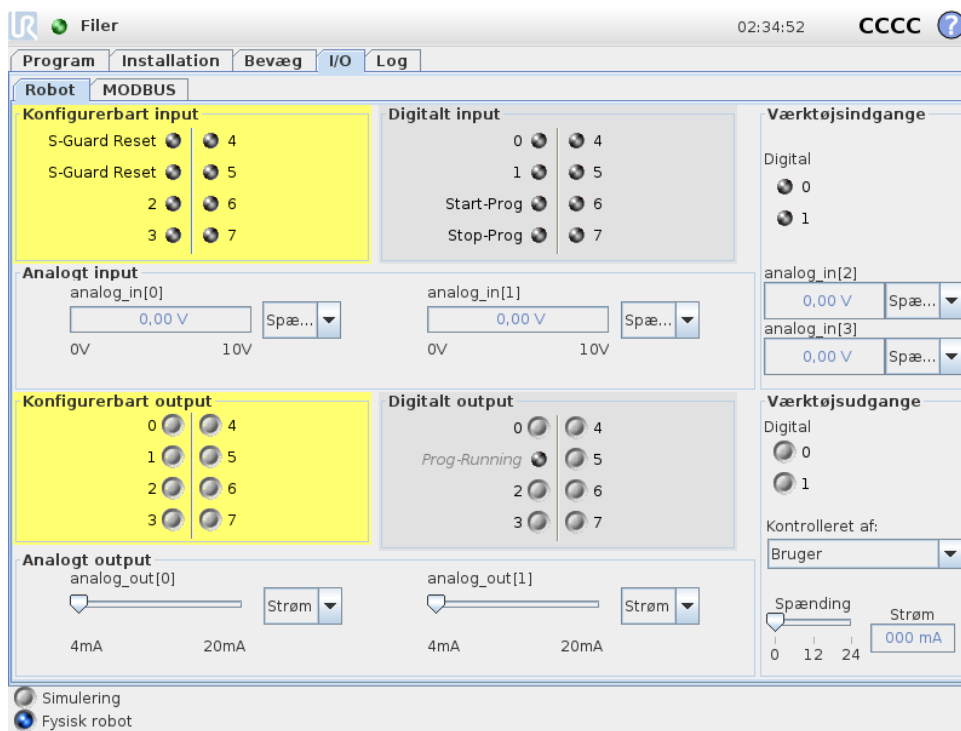 UR Filer 02:34:52 CCCC ?
Program Installation Bevæg I/O Log
Robot MODBUS
Konfigurerbart input
S-Guard Reset 4
S-Guard Reset 5
2 6
3 7
Digitalt input
0 4
1 5
Start-Prog 6
Stop-Prog 7
Værktøjsindgange
Digital
0
1
analog_in[2]
0,00 V Spæ...
analog_in[3]
0,00 V Spæ...
Analogt input
analog_in[0]
0,00 V Spæ...
0V 10V
analog_in[1]
0,00 V Spæ...
0V 10V
Konfigurerbart output
0 4
1 5
2 6
3 7
Digitalt output
0 4
Prog-Running 5
2 6
3 7
Værktøjsudgange
Digital
0
1
Kontrolleret af:
Bruger
Spænding
0 12 24
Strøm
000 mA
Analogt output
analog_out[0]
Strøm
4mA 20mA
analog_out[1]
Strøm
4mA 20mA
Simulering
Fysisk robot